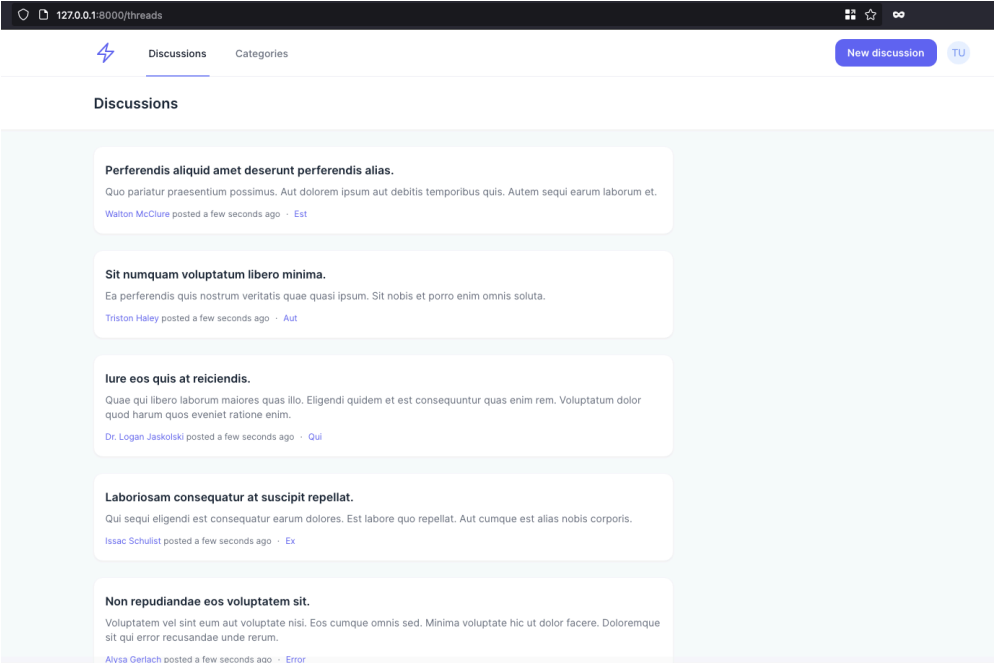 127.0.0.1:8000/threads
Discussions Categories New discussion TU
Discussions
Perferendis aliquid amet deserunt perferendis alias.
Quo pariatur praesentium possimus. Aut dolorem ipsum aut debitis temporibus quis. Autem sequi earum laborum et.
Walton McClure posted a few seconds ago · Est
Sit numquam voluptatum libero minima.
Ea perferendis quis nostrum veritatis quae quasi ipsum. Sit nobis et porro enim omnis soluta.
Triston Haley posted a few seconds ago · Aut
Iure eos quis at reiciendis.
Quae qui libero laborum maiores quas illo. Eligendi quidem et est consequuntur quas enim rem. Voluptatum dolor
quod harum quos eveniet ratione enim.
Dr. Logan Jaskolski posted a few seconds ago · Qui
Laboriosam consequatur at suscipit repellat.
Qui sequi eligendi est consequatur earum dolores. Est labore quo repellat. Aut cumque est alias nobis corporis.
Issac Schulist posted a few seconds ago · Ex
Non repudiandae eos voluptatem sit.
Voluptatem vel sint eum aut voluptate nisi. Eos cumque omnis sed. Minima voluptate hic ut dolor facere. Doloremque
sit qui error recusandae unde rerum.
Alysa Gerlach posted a few seconds ago · Error